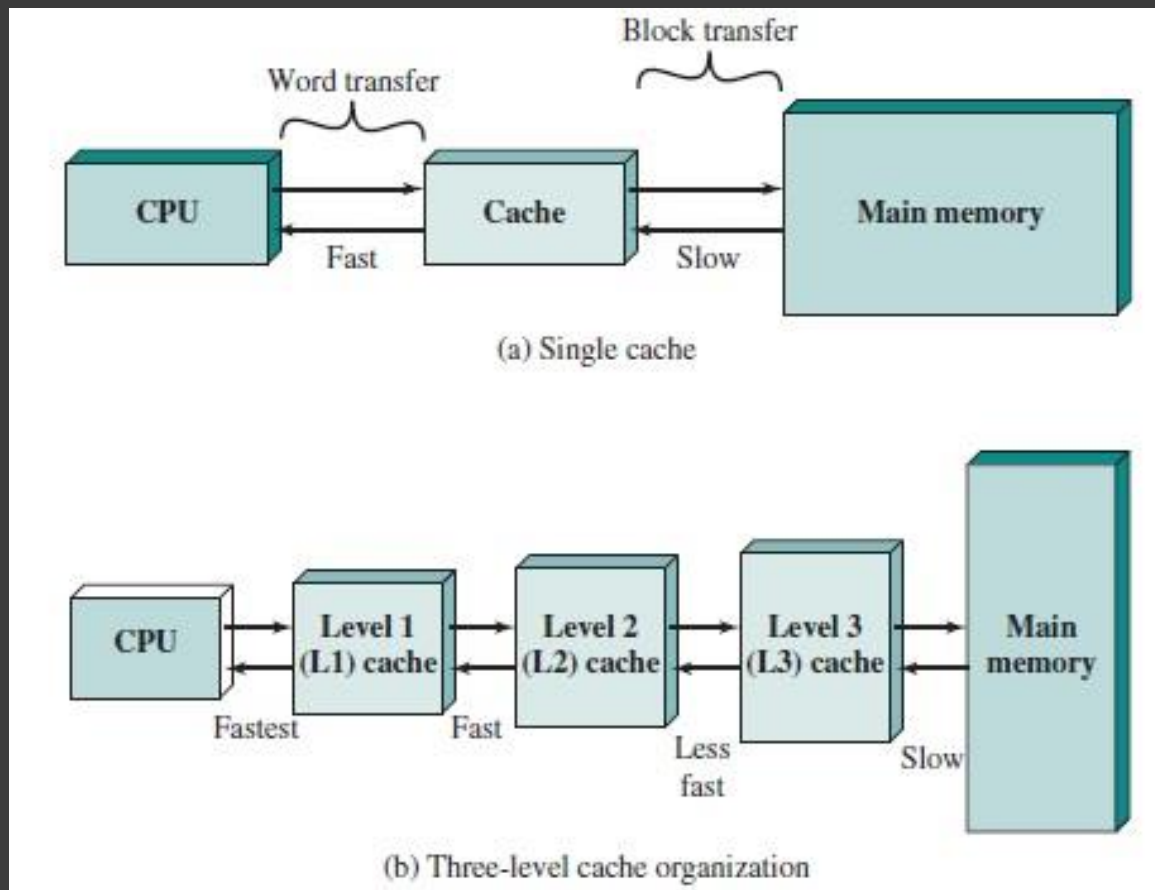 Block transfer
Word transfer
CPU
Cache
Main memory
Fast
Slow
(a) Single cache
CPU
Level 1
(L1) cache
Level 2
(L2) cache
Level 3
(L3) cache
Main
memory
Fastest
Fast
Less
fast
Slow
(b) Three-level cache organization